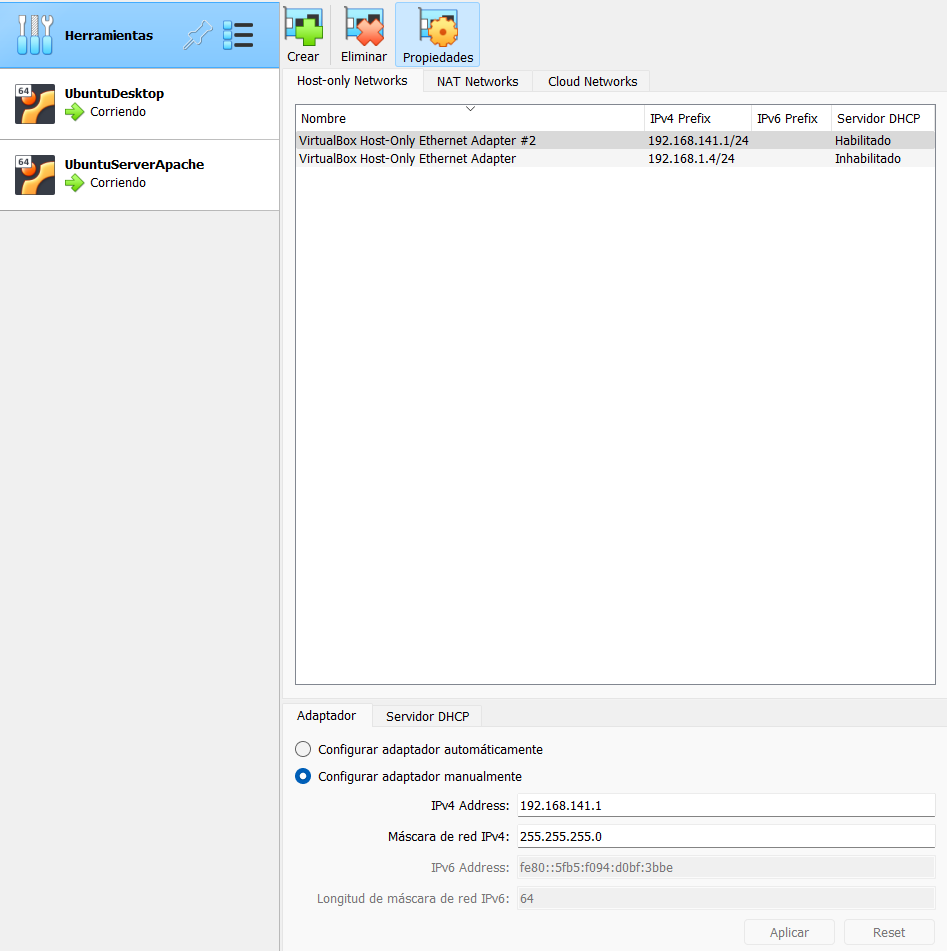 Herramientas
64
UbuntuDesktop
Corriendo
64
UbuntuServerApache
Corriendo
Crear Eliminar Propiedades
Host-only Networks NAT Networks Cloud Networks
Nombre IPv4 Prefix IPv6 Prefix Servidor DHCP
VirtualBox Host-Only Ethernet Adapter #2 192.168.141.1/24 Habilitado
VirtualBox Host-Only Ethernet Adapter 192.168.1.4/24 Inhabilitado
Adaptador Servidor DHCP
Configurar adaptador automáticamente
Configurar adaptador manualmente
IPv4 Address: 192.168.141.1
Máscara de red IPv4: 255.255.255.0
IPv6 Address: fe80::5fb5:f094:d0bf:3bbe
Longitud de máscara de red IPv6: 64
Aplicar Reset